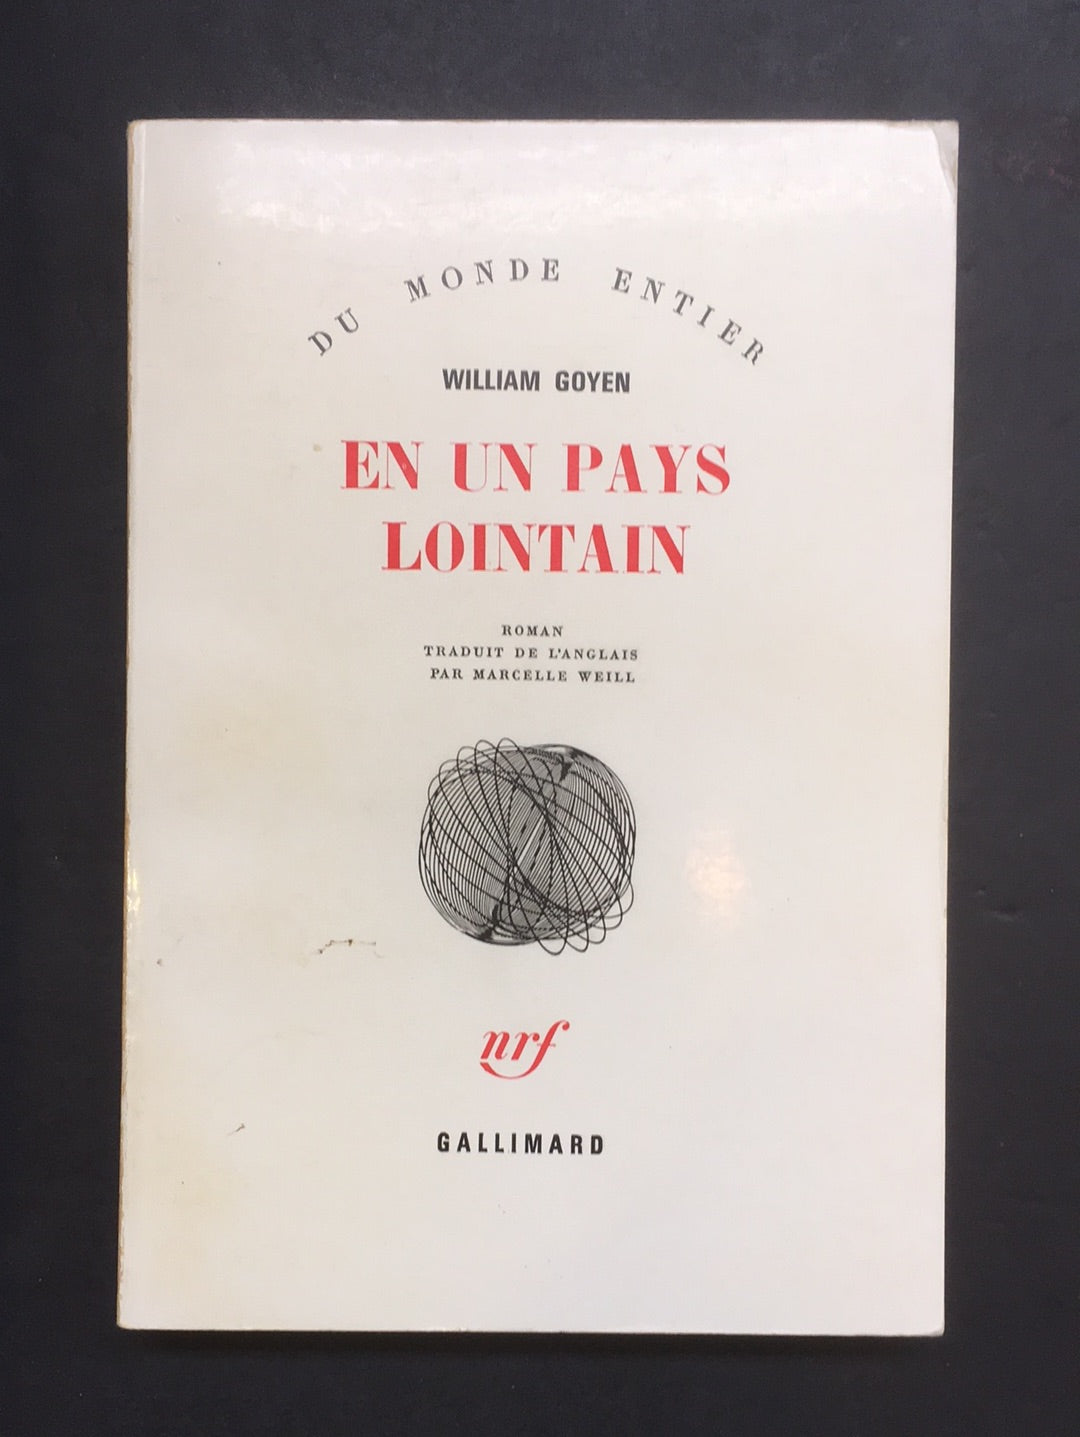 DU MONDE ENTIER
WILLIAM GOYEN
EN UN PAYS
LOINTAIN
ROMAN
TRADUIT DE L'ANGLAIS
PAR MARCELLE WEILL
nrf
GALLIMARD